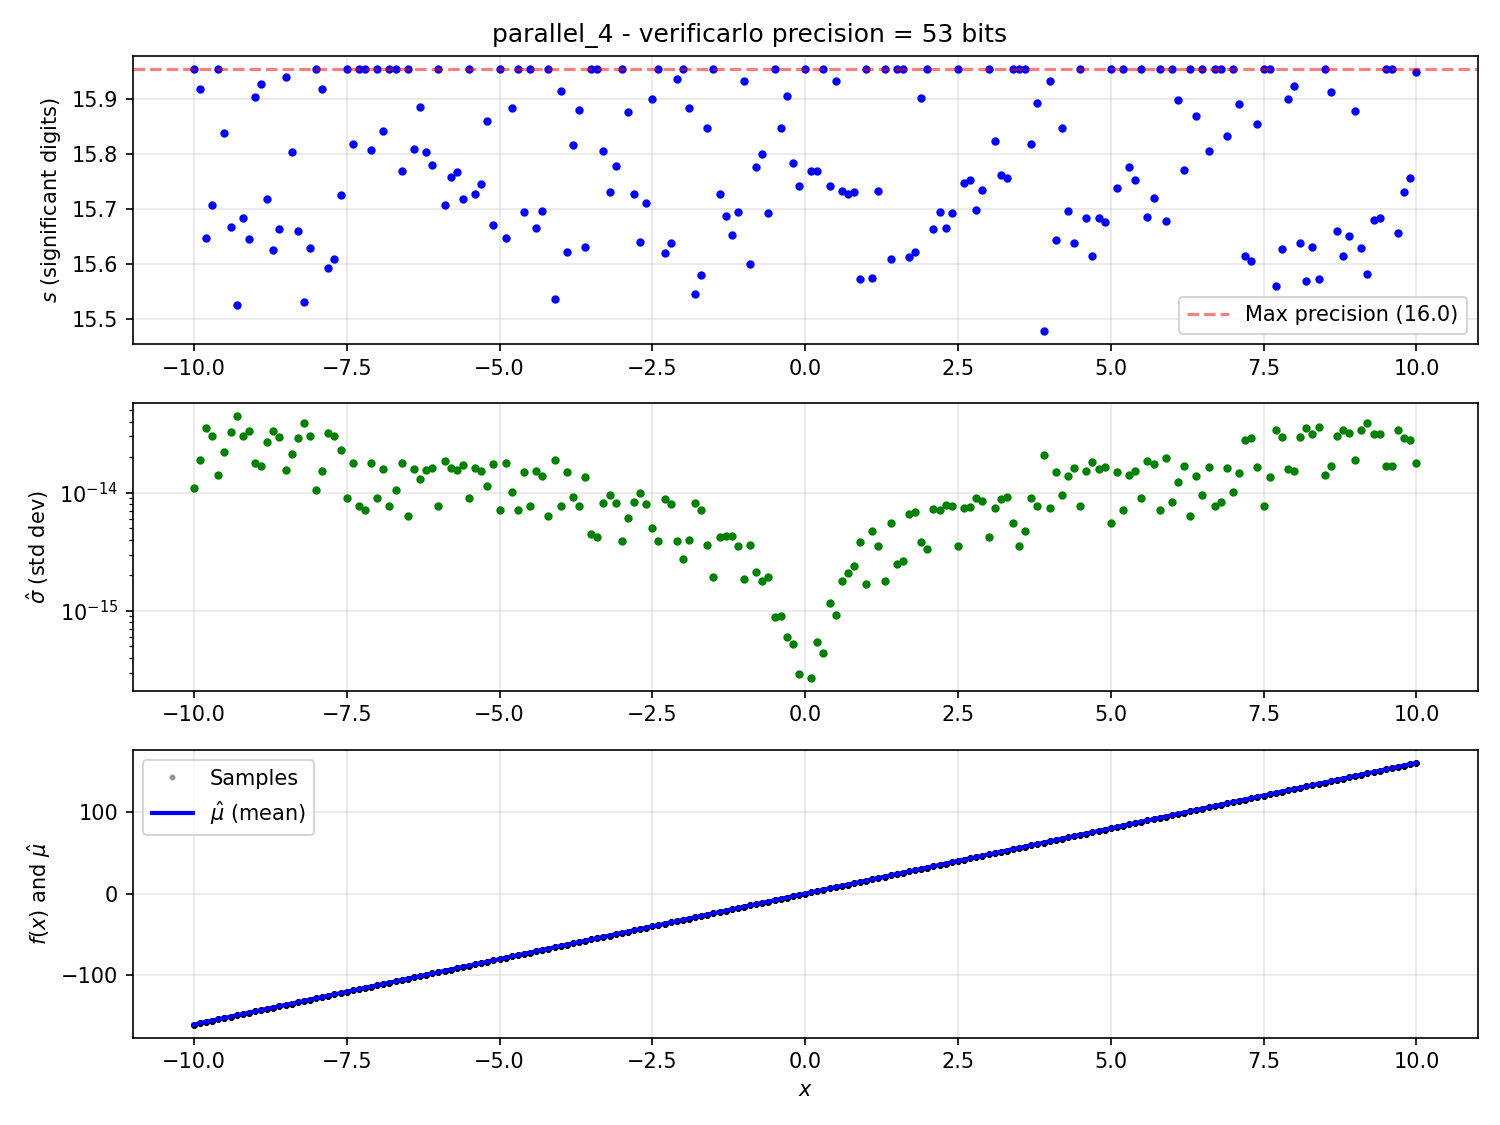 parallel_4 - verificarlo precision = 53 bits
s (significant digits)
15.9
15.8
15.7
15.6
15.5
Max precision (16.0)
−10.0 −7.5 −5.0 −2.5 0.0 2.5 5.0 7.5 10.0
σ̂ (std dev)
10⁻¹⁴
10⁻¹⁵
−10.0 −7.5 −5.0 −2.5 0.0 2.5 5.0 7.5 10.0
f(x) and μ̂
100
0
−100
Samples
μ̂ (mean)
−10.0 −7.5 −5.0 −2.5 0.0 2.5 5.0 7.5 10.0
x